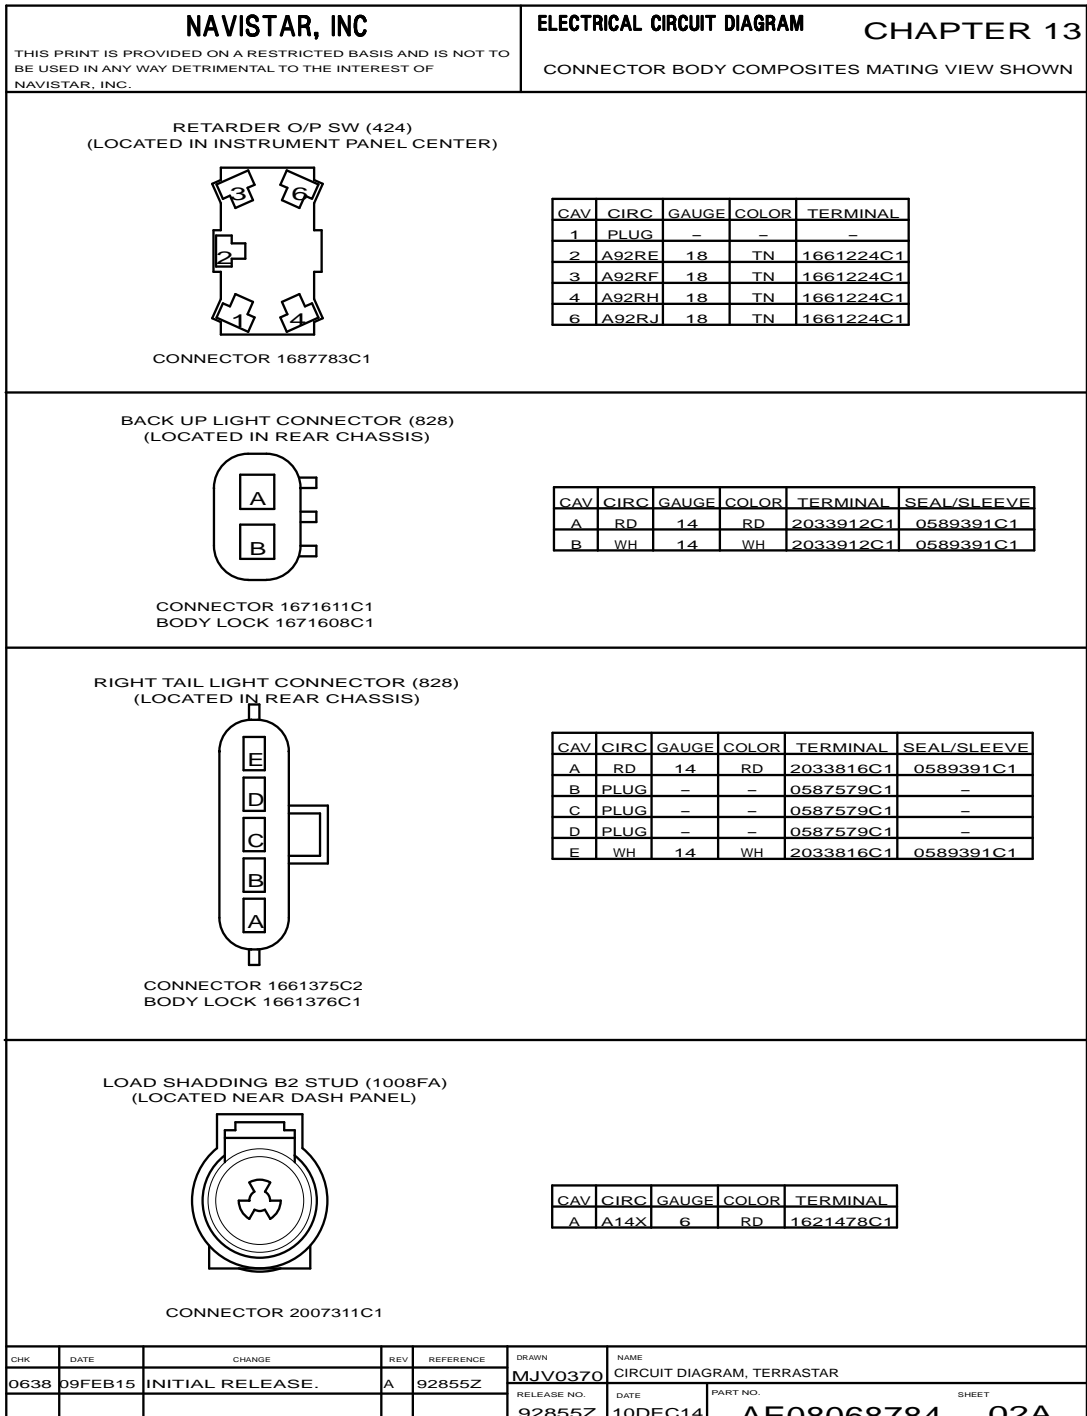 NAVISTAR, INC
THIS PRINT IS PROVIDED ON A RESTRICTED BASIS AND IS NOT TO
BE USED IN ANY WAY DETRIMENTAL TO THE INTEREST OF
NAVISTAR, INC.
ELECTRICAL CIRCUIT DIAGRAM CHAPTER 13
CONNECTOR BODY COMPOSITES MATING VIEW SHOWN
RETARDER O/P SW (424)
(LOCATED IN INSTRUMENT PANEL CENTER)
3 6
2
1 4
CONNECTOR 1687783C1
CAV CIRC GAUGE COLOR TERMINAL
1 PLUG – – –
2 A92RE 18 TN 1661224C1
3 A92RF 18 TN 1661224C1
4 A92RH 18 TN 1661224C1
6 A92RJ 18 TN 1661224C1
BACK UP LIGHT CONNECTOR (828)
(LOCATED IN REAR CHASSIS)
A
B
CONNECTOR 1671611C1
BODY LOCK 1671608C1
CAV CIRC GAUGE COLOR TERMINAL SEAL/SLEEVE
A RD 14 RD 2033912C1 0589391C1
B WH 14 WH 2033912C1 0589391C1
RIGHT TAIL LIGHT CONNECTOR (828)
(LOCATED IN REAR CHASSIS)
E
D
C
B
A
CONNECTOR 1661375C2
BODY LOCK 1661376C1
CAV CIRC GAUGE COLOR TERMINAL SEAL/SLEEVE
A RD 14 RD 2033816C1 0589391C1
B PLUG – – 0587579C1 –
C PLUG – – 0587579C1 –
D PLUG – – 0587579C1 –
E WH 14 WH 2033816C1 0589391C1
LOAD SHADDING B2 STUD (1008FA)
(LOCATED NEAR DASH PANEL)
CONNECTOR 2007311C1
CAV CIRC GAUGE COLOR TERMINAL
A A14X 6 RD 1621478C1
CHK DATE CHANGE REV REFERENCE
0638 09FEB15 INITIAL RELEASE. A 92855Z
DRAWN
MJV0370
NAME
CIRCUIT DIAGRAM, TERRASTAR
RELEASE NO.
92855Z
DATE
10DEC14
PART NO.
AE08068784
SHEET
02A